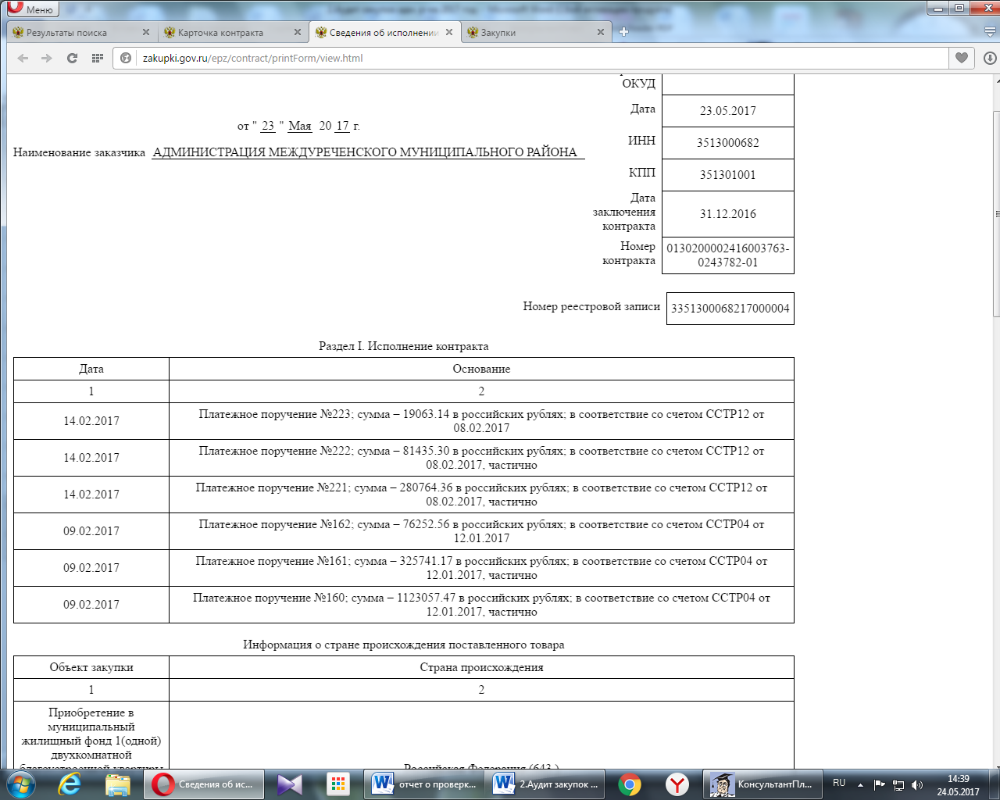 Меню
Результаты поиска
Карточка контракта
Сведения об исполнении
Закупки
zakupki.gov.ru/epz/contract/printForm/view.html
ОКУД
от " 23 " Мая 20 17 г.
Дата 23.05.2017
Наименование заказчика АДМИНИСТРАЦИЯ МЕЖДУРЕЧЕНСКОГО МУНИЦИПАЛЬНОГО РАЙОНА
ИНН 3513000682
КПП 351301001
Дата
заключения
контракта
31.12.2016
Номер
контракта
0130200002416003763-
0243782-01
Номер реестровой записи 3351300068217000004
Раздел I. Исполнение контракта
Дата Основание
1 2
14.02.2017
Платежное поручение №223; сумма – 19063.14 в российских рублях; в соответствие со счетом ССТР12 от
08.02.2017
14.02.2017
Платежное поручение №222; сумма – 81435.30 в российских рублях; в соответствие со счетом ССТР12 от
08.02.2017, частично
14.02.2017
Платежное поручение №221; сумма – 280764.36 в российских рублях; в соответствие со счетом ССТР12 от
08.02.2017, частично
09.02.2017
Платежное поручение №162; сумма – 76252.56 в российских рублях; в соответствие со счетом ССТР04 от
12.01.2017
09.02.2017
Платежное поручение №161; сумма – 325741.17 в российских рублях; в соответствие со счетом ССТР04 от
12.01.2017, частично
09.02.2017
Платежное поручение №160; сумма – 1123057.47 в российских рублях; в соответствие со счетом ССТР04 от
12.01.2017, частично
Информация о стране происхождения поставленного товара
Объект закупки Страна происхождения
1 2
Приобретение в
муниципальный
жилищный фонд 1(одной)
двухкомнатной
благоустроенной квартиры
Российская Федерация (643 )
Сведения об ис...
отчет о проверк...
2.Аудит закупок ...
КонсультантПл...
RU
14:39
24.05.2017